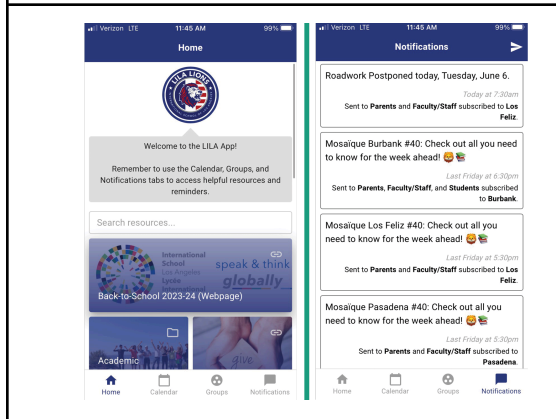 Verizon LTE 11:45 AM 99%
Home
LILA LIONS
Welcome to the LILA App!
Remember to use the Calendar, Groups, and
Notifications tabs to access helpful resources and
reminders.
Search resources...
International
School
Los Angeles
Lycée
International
speak & think
globally
Back-to-School 2023-24 (Webpage)
Academic
give
Home Calendar Groups Notifications
Verizon LTE 11:45 AM 99%
Notifications
Roadwork Postponed today, Tuesday, June 6.
Today at 7:30am
Sent to Parents and Faculty/Staff subscribed to Los
Feliz.
Mosaïque Burbank #40: Check out all you need
to know for the week ahead! 🦁📚
Last Friday at 6:30pm
Sent to Parents, Faculty/Staff, and Students subscribed
to Burbank.
Mosaïque Los Feliz #40: Check out all you
need to know for the week ahead! 🦁📚
Last Friday at 5:30pm
Sent to Parents and Faculty/Staff subscribed to Los
Feliz.
Mosaïque Pasadena #40: Check out all you
need to know for the week ahead! 🦁📚
Last Friday at 5:30pm
Sent to Parents and Faculty/Staff subscribed to
Pasadena.
Home Calendar Groups Notifications